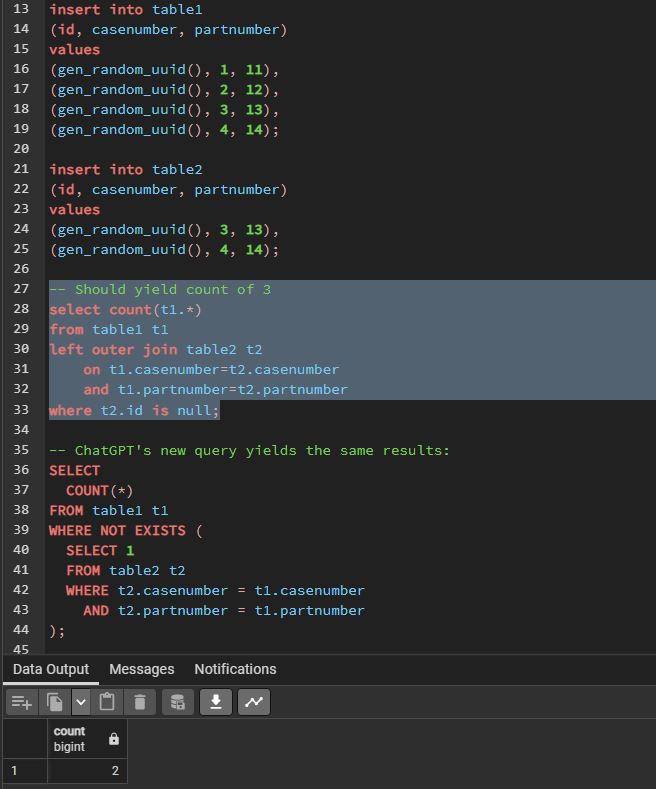 13 insert into table1
14 (id, casenumber, partnumber)
15 values
16 (gen_random_uuid(), 1, 11),
17 (gen_random_uuid(), 2, 12),
18 (gen_random_uuid(), 3, 13),
19 (gen_random_uuid(), 4, 14);
20
21 insert into table2
22 (id, casenumber, partnumber)
23 values
24 (gen_random_uuid(), 3, 13),
25 (gen_random_uuid(), 4, 14);
26
27 -- Should yield count of 3
28 select count(t1.*)
29 from table1 t1
30 left outer join table2 t2
31     on t1.casenumber=t2.casenumber
32     and t1.partnumber=t2.partnumber
33 where t2.id is null;
34
35 -- ChatGPT's new query yields the same results:
36 SELECT
37   COUNT(*)
38 FROM table1 t1
39 WHERE NOT EXISTS (
40   SELECT 1
41   FROM table2 t2
42   WHERE t2.casenumber = t1.casenumber
43     AND t2.partnumber = t1.partnumber
44 );
45
Data Output Messages Notifications
count
bigint
1 2